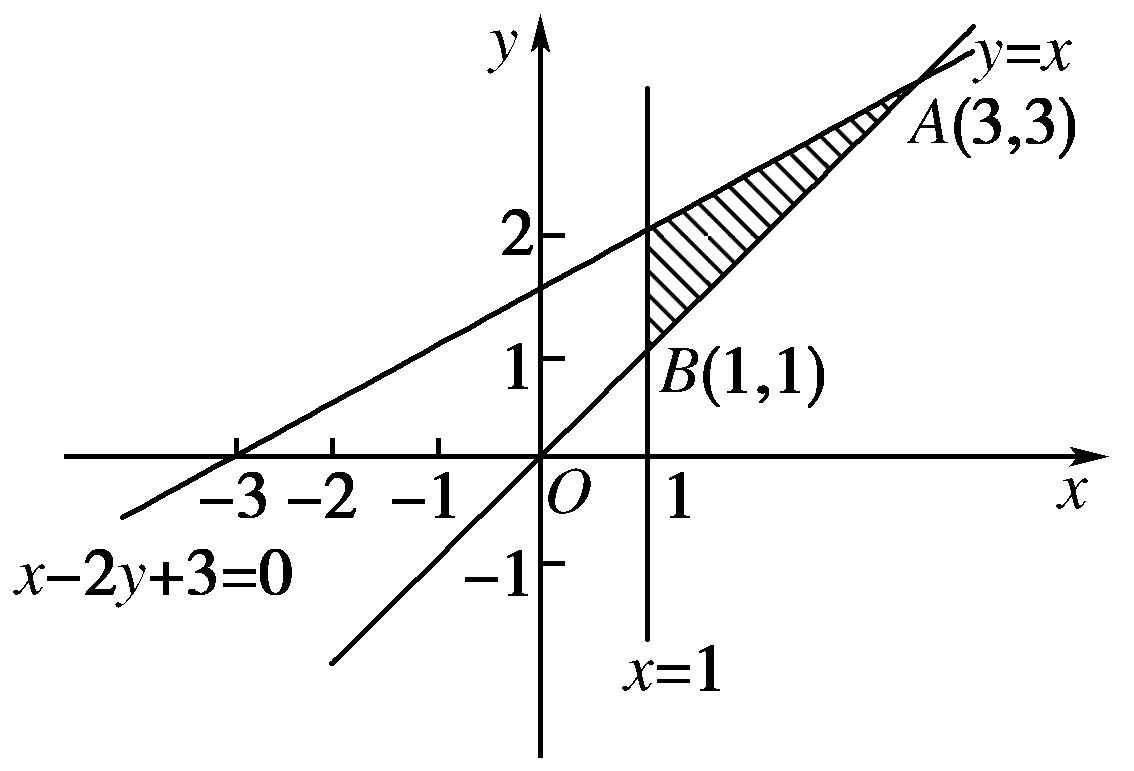 y
y=x
A(3,3)
2
1
B(1,1)
−3 −2 −1 O 1 x
x−2y+3=0
−1
x=1